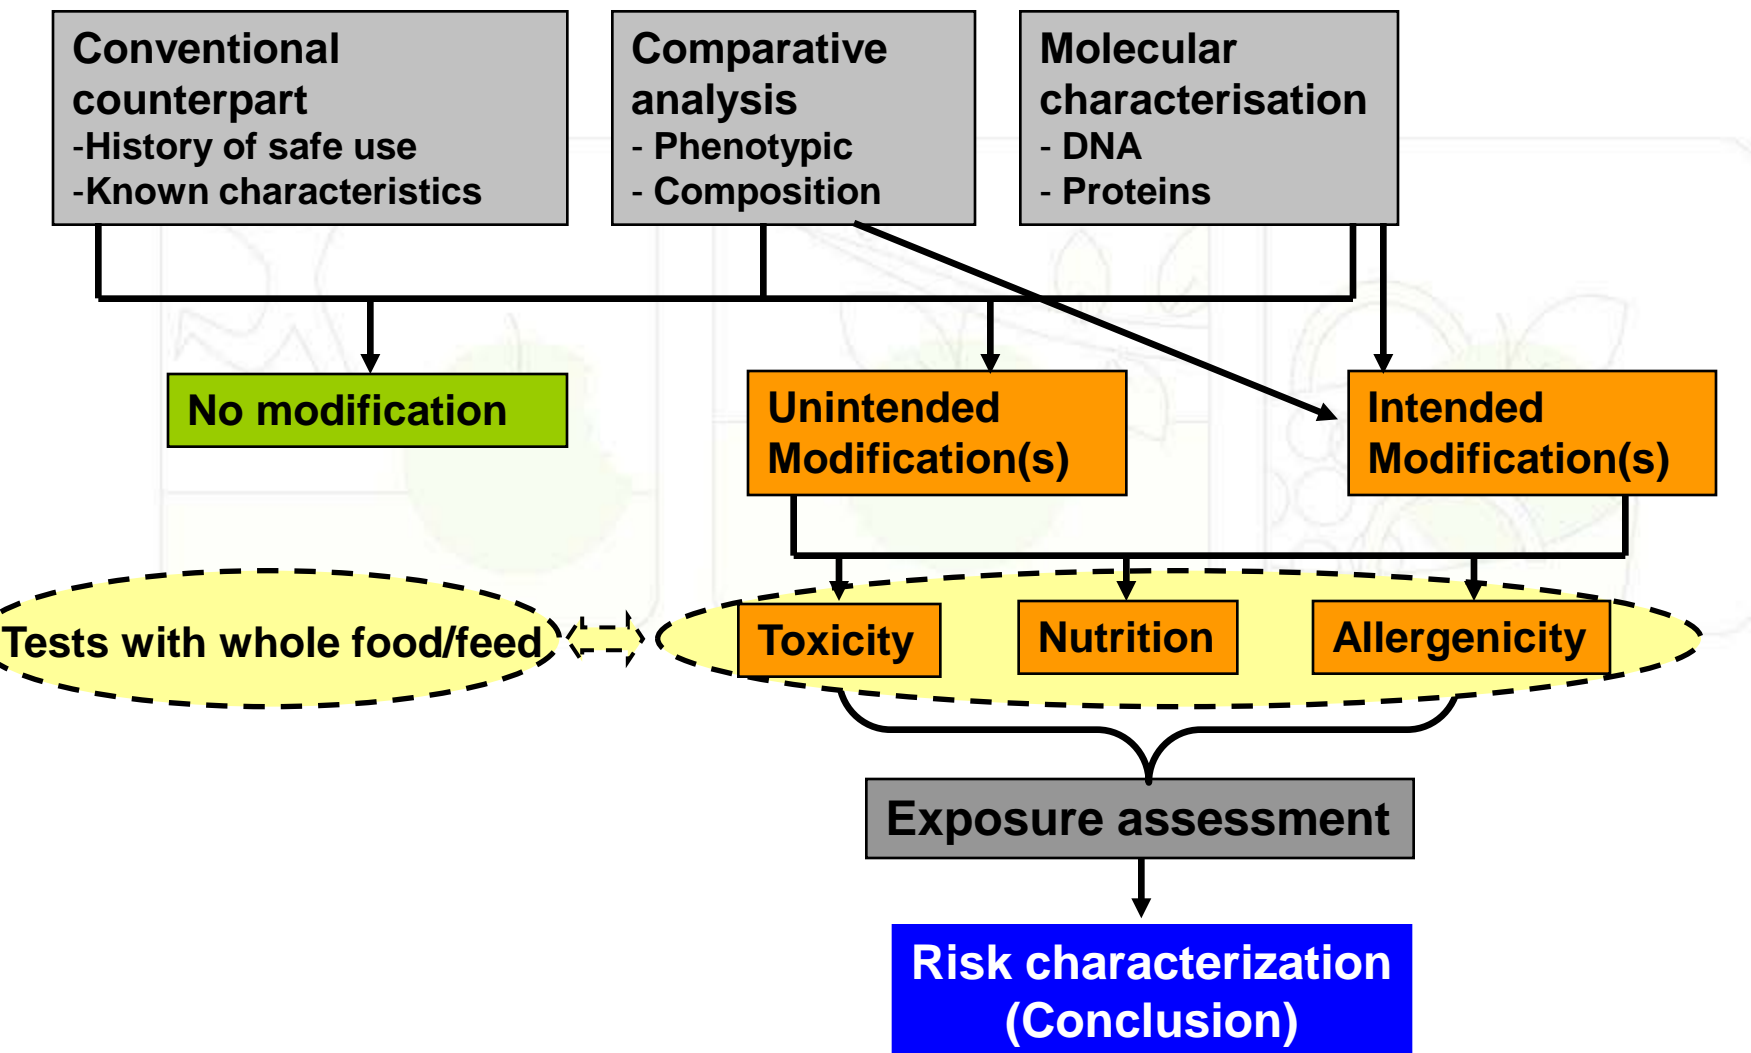 Conventional
counterpart
-History of safe use
-Known characteristics
Comparative
analysis
- Phenotypic
- Composition
Molecular
characterisation
- DNA
- Proteins
No modification
Unintended
Modification(s)
Intended
Modification(s)
Tests with whole food/feed
Toxicity
Nutrition
Allergenicity
Exposure assessment
Risk characterization
(Conclusion)